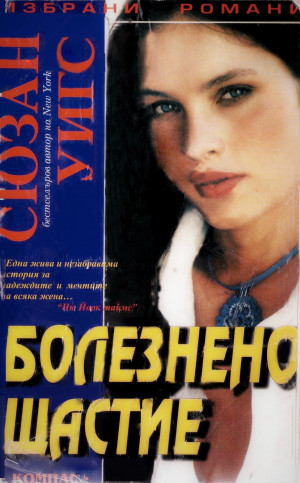 ИЗБРАНИ РОМАНИ
СЮЗАН
УИГС
бестселъров автор на New York
"Една жива и незабравима
история за
надеждите и мечтите
на всяка жена...
"Ню Йорк таймс"
БОЛЕЗНЕНО
ЩАСТИЕ
КОМПАС